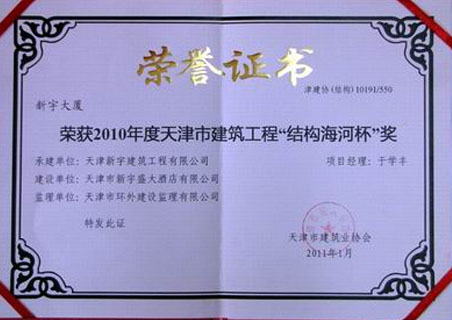 荣誉证书
津建协(结构)10191/550
新宇大厦
荣获2010年度天津市建筑工程“结构海河杯”奖
承建单位：天津新宇建筑工程有限公司 项目经理：于学丰
建设单位：天津市新宇盛大酒店有限公司
监理单位：天津市环外建设监理有限公司
特发此证
天津市建筑业协会
2011年1月